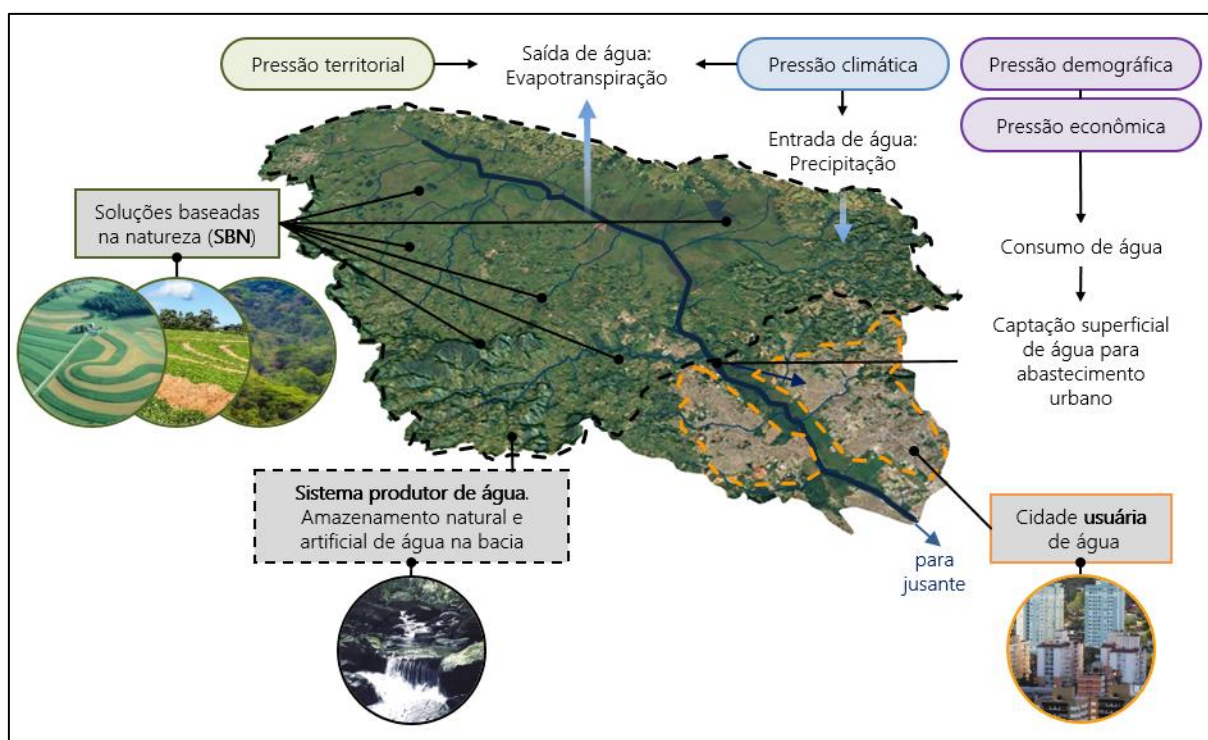 Pressão territorial
Saída de água:
Evapotranspiração
Pressão climática
Pressão demográfica
Pressão econômica
Entrada de água:
Precipitação
Soluções baseadas
na natureza (SBN)
Consumo de água
Captação superficial
de água para
abastecimento
urbano
Sistema produtor de água.
Amazenamento natural e
artificial de água na bacia
Cidade usuária
de água
para
jusante